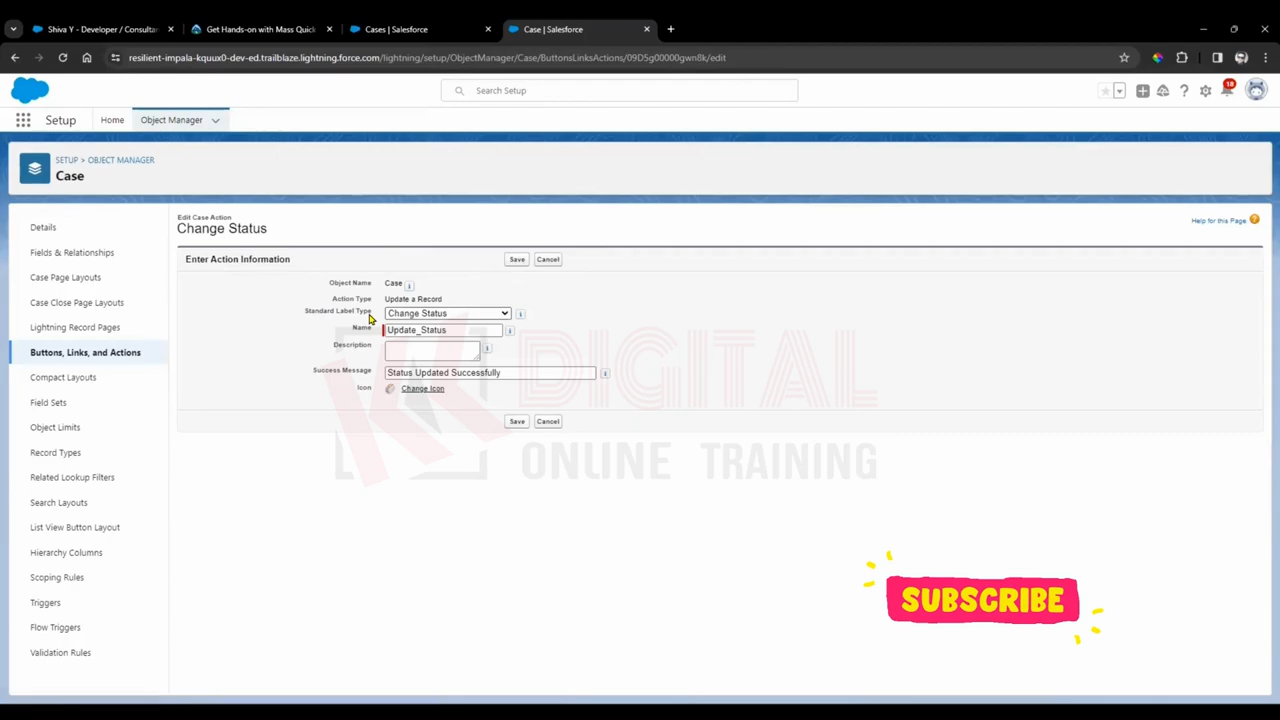 Shiva Y - Developer / Consulta
Get Hands-on with Mass Quick
Cases | Salesforce
Case | Salesforce
resilient-impala-kquux0-dev-ed.trailblaze.lightning.force.com/lightning/setup/ObjectManager/Case/ButtonsLinksActions/09D5g00000gwn8k/edit
Search Setup
18
Setup
Home
Object Manager
SETUP > OBJECT MANAGER
Case
Details
Fields & Relationships
Case Page Layouts
Case Close Page Layouts
Lightning Record Pages
Buttons, Links, and Actions
Compact Layouts
Field Sets
Object Limits
Record Types
Related Lookup Filters
Search Layouts
List View Button Layout
Hierarchy Columns
Scoping Rules
Triggers
Flow Triggers
Validation Rules
Edit Case Action
Change Status
Help for this Page
Enter Action Information
Save
Cancel
Object Name Case
Action Type Update a Record
Standard Label Type Change Status
Name Update_Status
Description
Success Message Status Updated Successfully
Icon Change Icon
Save
Cancel
K DIGITAL
ONLINE TRAINING
SUBSCRIBE